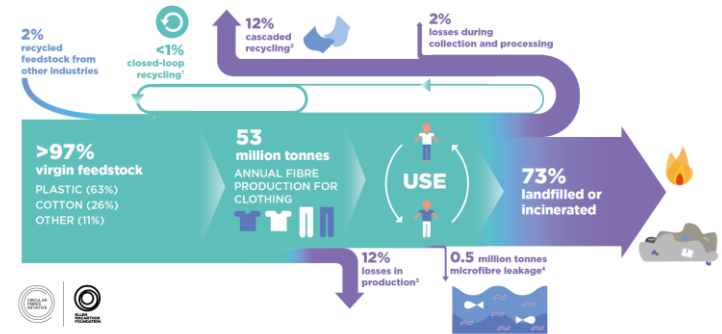 2%
recycled
feedstock from
other industries
<1%
closed-loop
recycling¹
12%
cascaded
recycling²
2%
losses during
collection and processing
>97%
virgin feedstock
PLASTIC (63%)
COTTON (26%)
OTHER (11%)
53
million tonnes
ANNUAL FIBRE
PRODUCTION FOR
CLOTHING
USE
73%
landfilled or
incinerated
12%
losses in
production³
0.5 million tonnes
microfibre leakage⁴
CIRCULAR
FIBRES
INITIATIVE
ELLEN
MACARTHUR
FOUNDATION